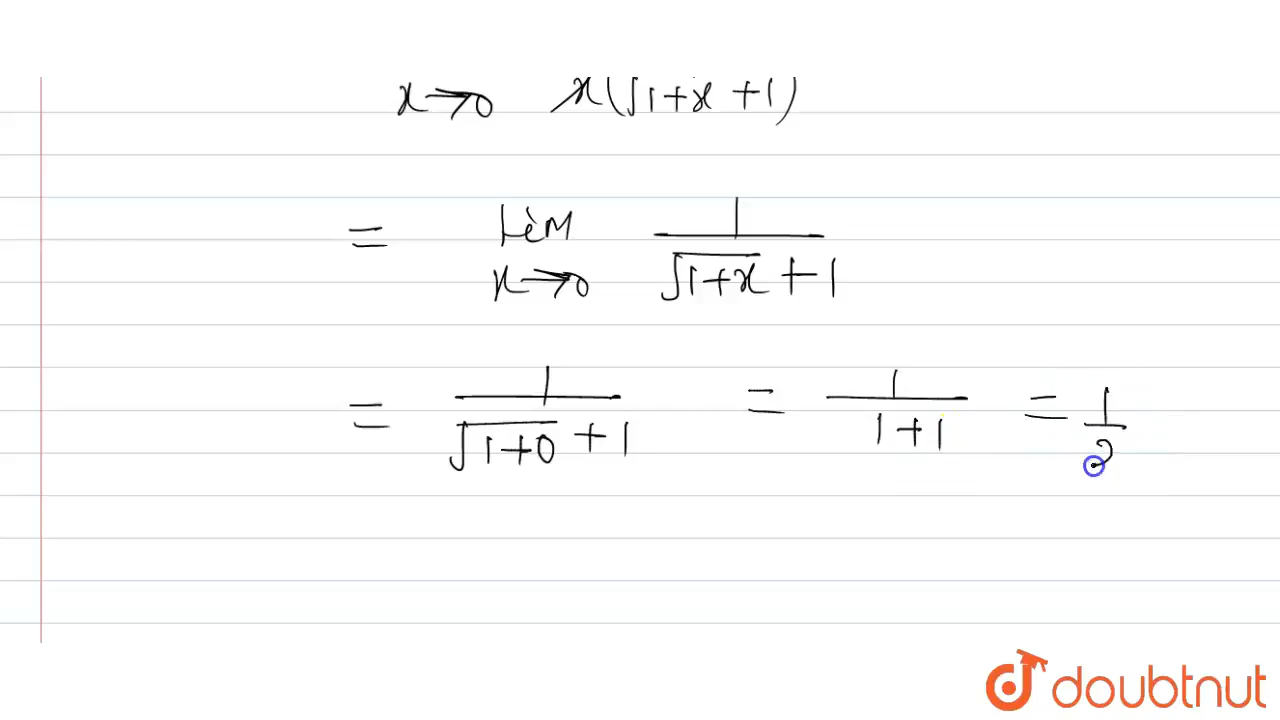 x→0 x(√1+x +1)
= lim 1/(√1+x +1)
x→0
= 1/(√1+0 +1) = 1/(1+1) = 1/2
doubtnut